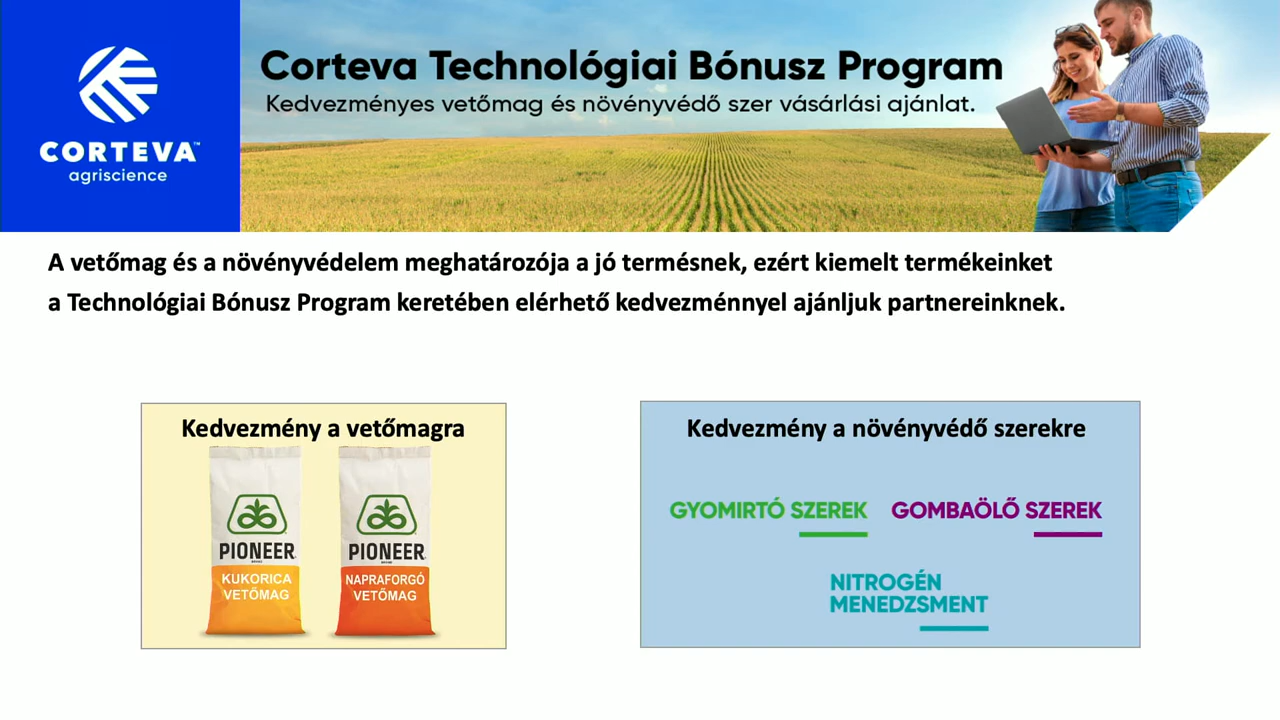 CORTEVA™
agriscience
Corteva Technológiai Bónusz Program
Kedvezményes vetőmag és növényvédő szer vásárlási ajánlat.
A vetőmag és a növényvédelem meghatározója a jó termésnek, ezért kiemelt termékeinket
a Technológiai Bónusz Program keretében elérhető kedvezménnyel ajánljuk partnereinknek.
Kedvezmény a vetőmagra
PIONEER
KUKORICA
VETŐMAG
PIONEER
NAPRAFORGÓ
VETŐMAG
Kedvezmény a növényvédő szerekre
GYOMIRTÓ SZEREK
GOMBAÖLŐ SZEREK
NITROGÉN
MENEDZSMENT